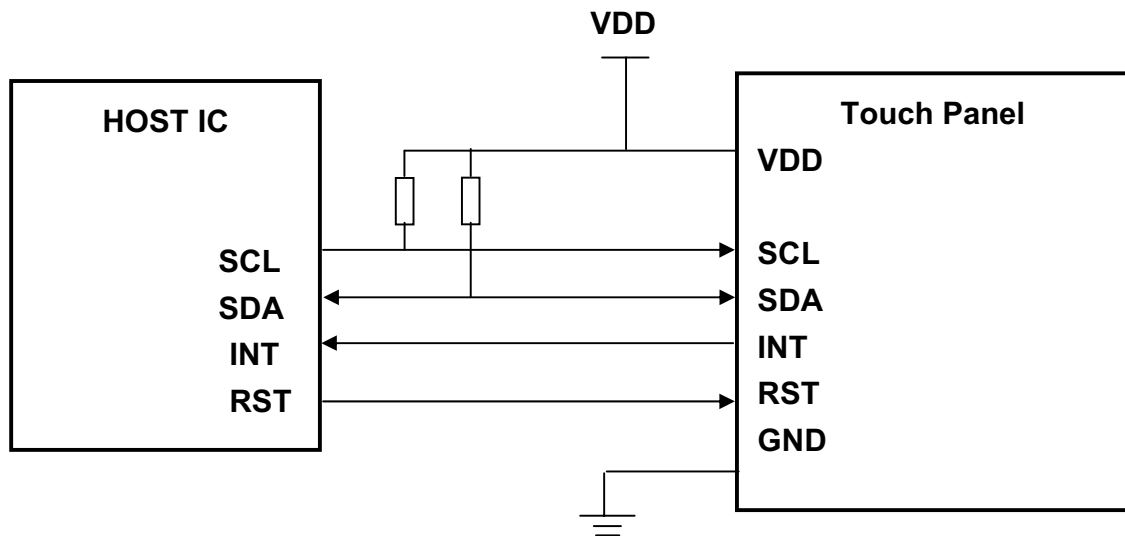 VDD
HOST IC
SCL
SDA
INT
RST
Touch Panel
VDD
SCL
SDA
INT
RST
GND